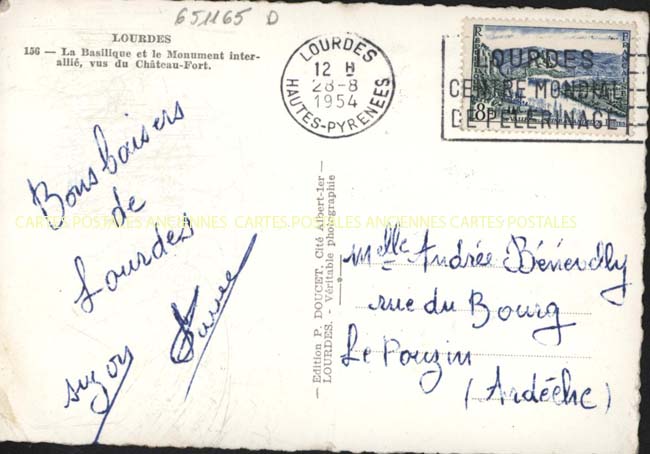 651165 D
LOURDES
156 — La Basilique et le Monument inter-
allié, vus du Château-Fort.
LOURDES
12 H
28-8
1954
HAUTES-PYRENEES
LOURDES
CENTRE MONDIAL
DE PELERINAGE
8F
Bons baisers
de
Lourdes
CARTES POSTALES ANCIENNES CARTES POSTALES ANCIENNES CARTES POSTALES
— Edition P. DOUCET, Cité Albert-1er -
LOURDES. - Véritable photographie
Melle Andrée
rue du Bourg
Le Pouzin
(Ardèche)